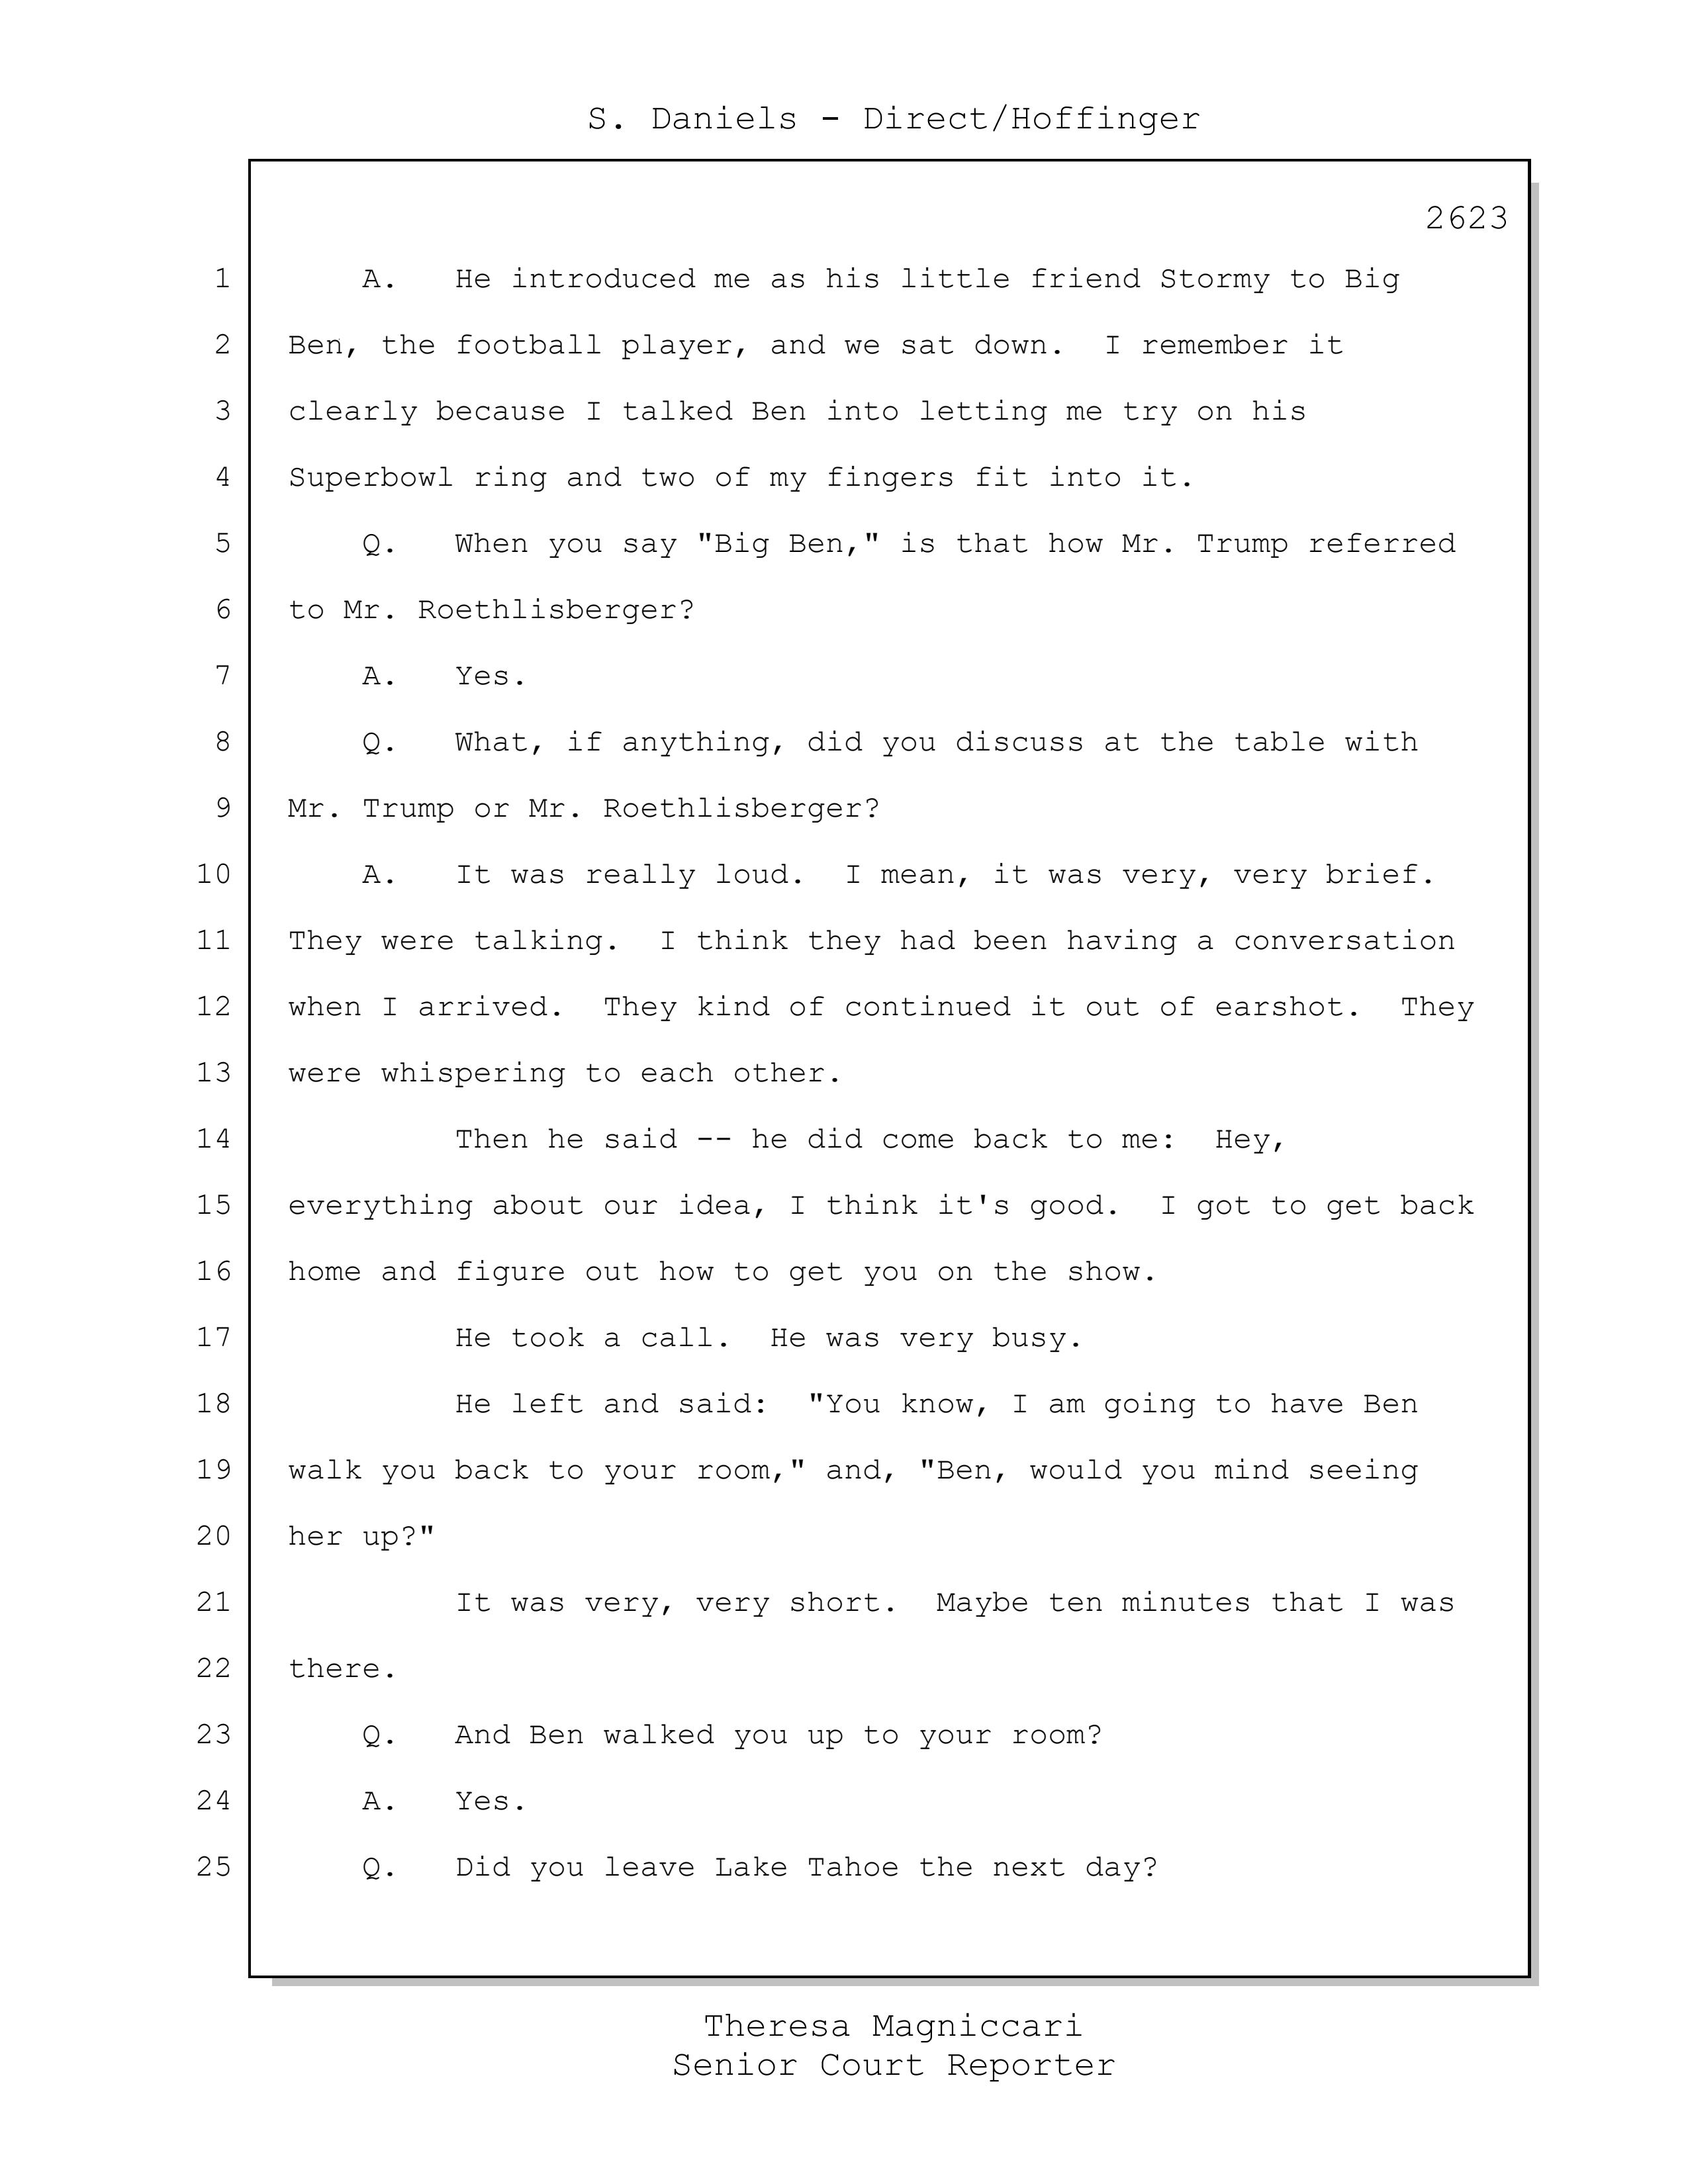 S. Daniels - Direct/Hoffinger
2623
1 A. He introduced me as his little friend Stormy to Big
2 Ben, the football player, and we sat down. I remember it
3 clearly because I talked Ben into letting me try on his
4 Superbowl ring and two of my fingers fit into it.
5 Q. When you say "Big Ben," is that how Mr. Trump referred
6 to Mr. Roethlisberger?
7 A. Yes.
8 Q. What, if anything, did you discuss at the table with
9 Mr. Trump or Mr. Roethlisberger?
10 A. It was really loud. I mean, it was very, very brief.
11 They were talking. I think they had been having a conversation
12 when I arrived. They kind of continued it out of earshot. They
13 were whispering to each other.
14 Then he said -- he did come back to me: Hey,
15 everything about our idea, I think it's good. I got to get back
16 home and figure out how to get you on the show.
17 He took a call. He was very busy.
18 He left and said: "You know, I am going to have Ben
19 walk you back to your room," and, "Ben, would you mind seeing
20 her up?"
21 It was very, very short. Maybe ten minutes that I was
22 there.
23 Q. And Ben walked you up to your room?
24 A. Yes.
25 Q. Did you leave Lake Tahoe the next day?
Theresa Magniccari
Senior Court Reporter